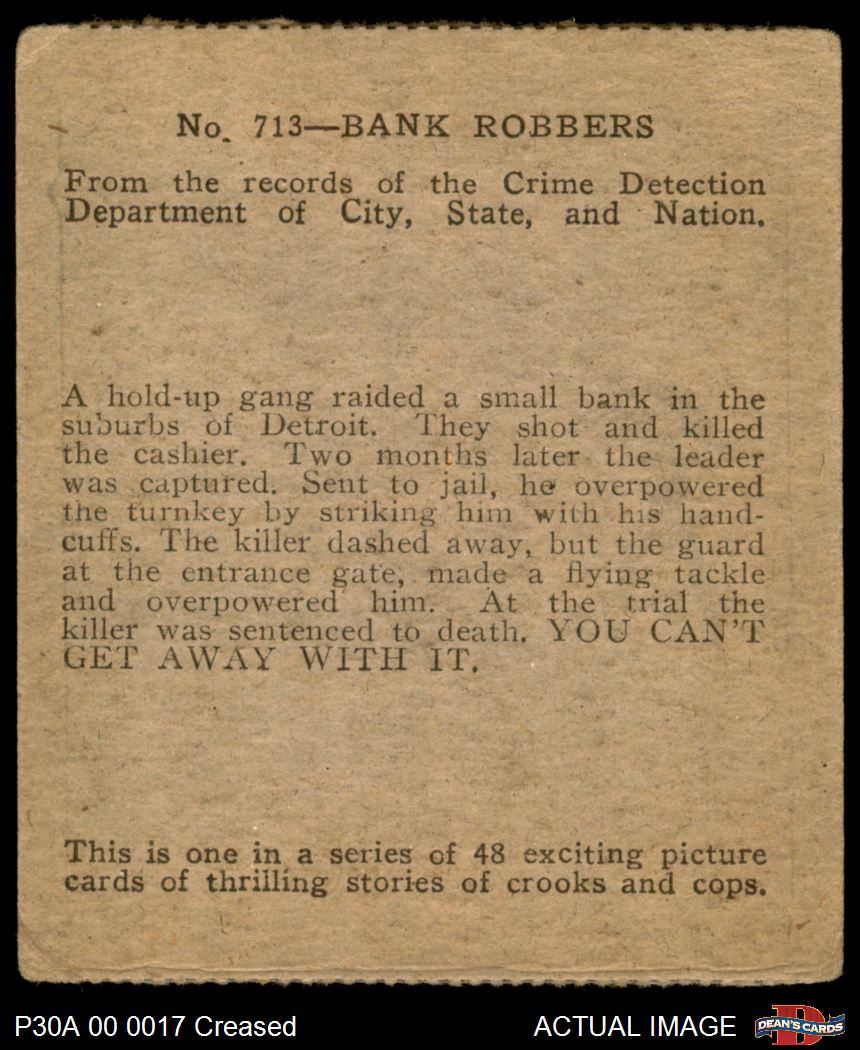 No. 713—BANK ROBBERS
From the records of the Crime Detection
Department of City, State, and Nation.
A hold-up gang raided a small bank in the
suburbs of Detroit. They shot and killed
the cashier. Two months later the leader
was captured. Sent to jail, he overpowered
the turnkey by striking him with his hand-
cuffs. The killer dashed away, but the guard
at the entrance gate, made a flying tackle
and overpowered him. At the trial the
killer was sentenced to death. YOU CAN'T
GET AWAY WITH IT.
This is one in a series of 48 exciting picture
cards of thrilling stories of crooks and cops.
P30A 00 0017 Creased
ACTUAL IMAGE
D
DEAN'S CARDS